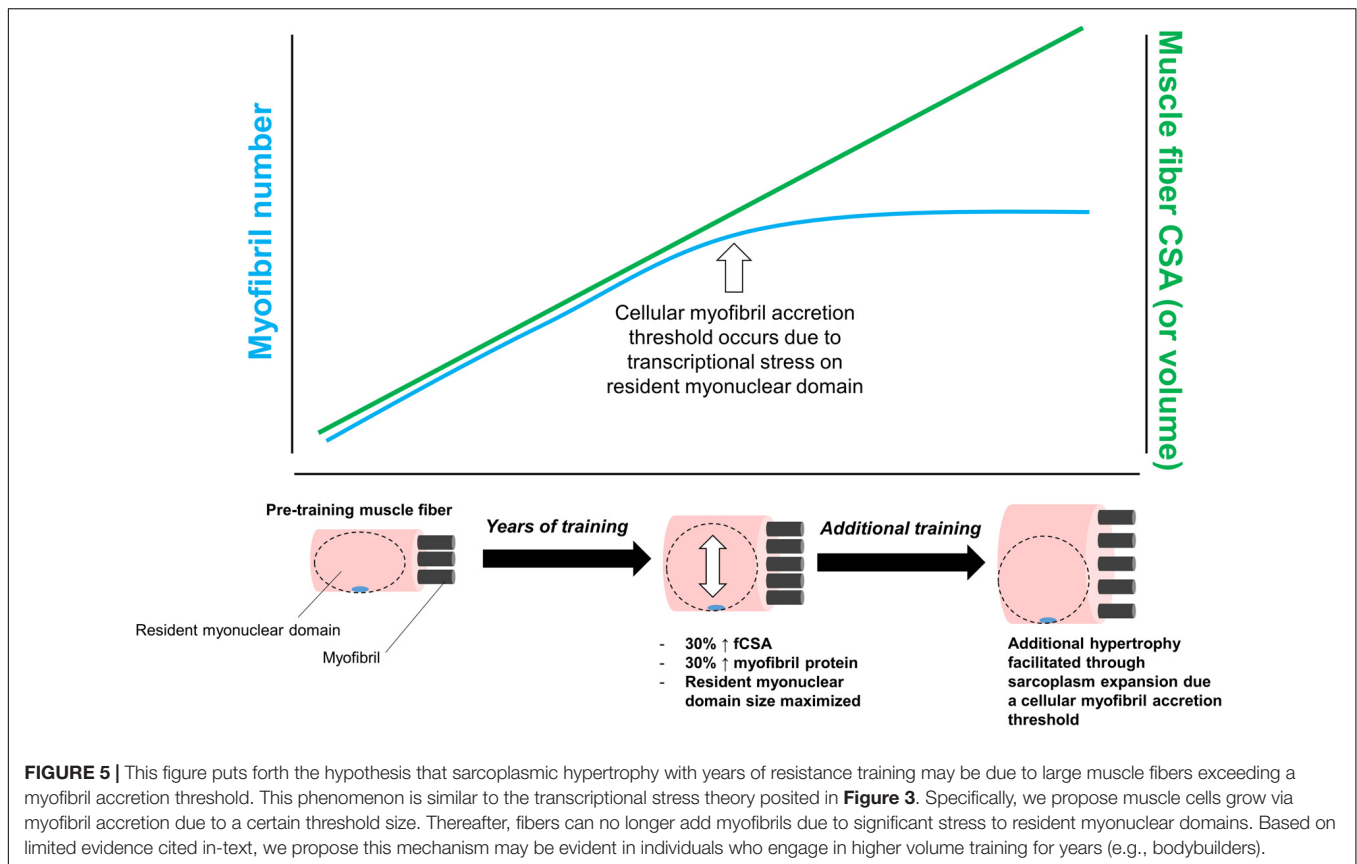 Myofibril number
Muscle fiber CSA (or volume)
Cellular myofibril accretion
threshold occurs due to
transcriptional stress on
resident myonuclear domain
Pre-training muscle fiber
Years of training
Additional training
Resident myonuclear domain
Myofibril
- 30% ↑ fCSA
- 30% ↑ myofibril protein
- Resident myonuclear
domain size maximized
Additional hypertrophy
facilitated through
sarcoplasm expansion due
a cellular myofibril accretion
threshold
FIGURE 5 | This figure puts forth the hypothesis that sarcoplasmic hypertrophy with years of resistance training may be due to large muscle fibers exceeding a
myofibril accretion threshold. This phenomenon is similar to the transcriptional stress theory posited in Figure 3. Specifically, we propose muscle cells grow via
myofibril accretion due to a certain threshold size. Thereafter, fibers can no longer add myofibrils due to significant stress to resident myonuclear domains. Based on
limited evidence cited in-text, we propose this mechanism may be evident in individuals who engage in higher volume training for years (e.g., bodybuilders).